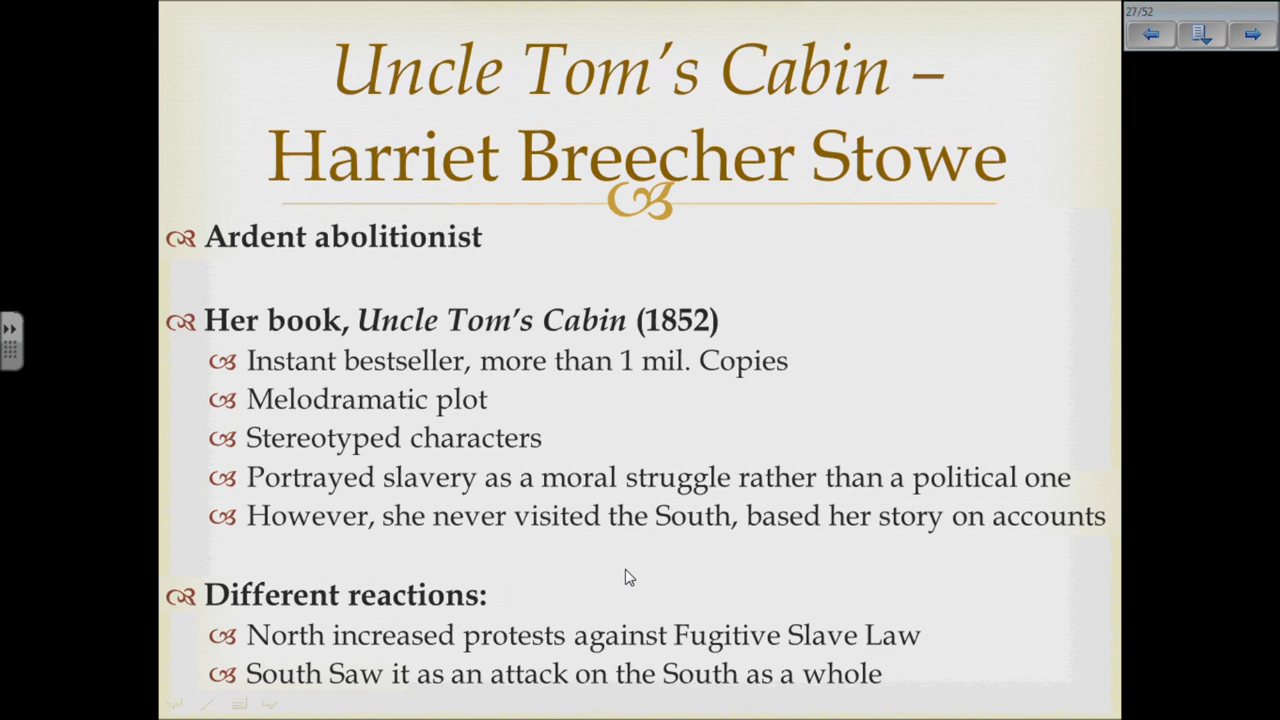 27/52
Uncle Tom’s Cabin –
Harriet Breecher Stowe
Ardent abolitionist
Her book, Uncle Tom’s Cabin (1852)
Instant bestseller, more than 1 mil. Copies
Melodramatic plot
Stereotyped characters
Portrayed slavery as a moral struggle rather than a political one
However, she never visited the South, based her story on accounts
Different reactions:
North increased protests against Fugitive Slave Law
South Saw it as an attack on the South as a whole